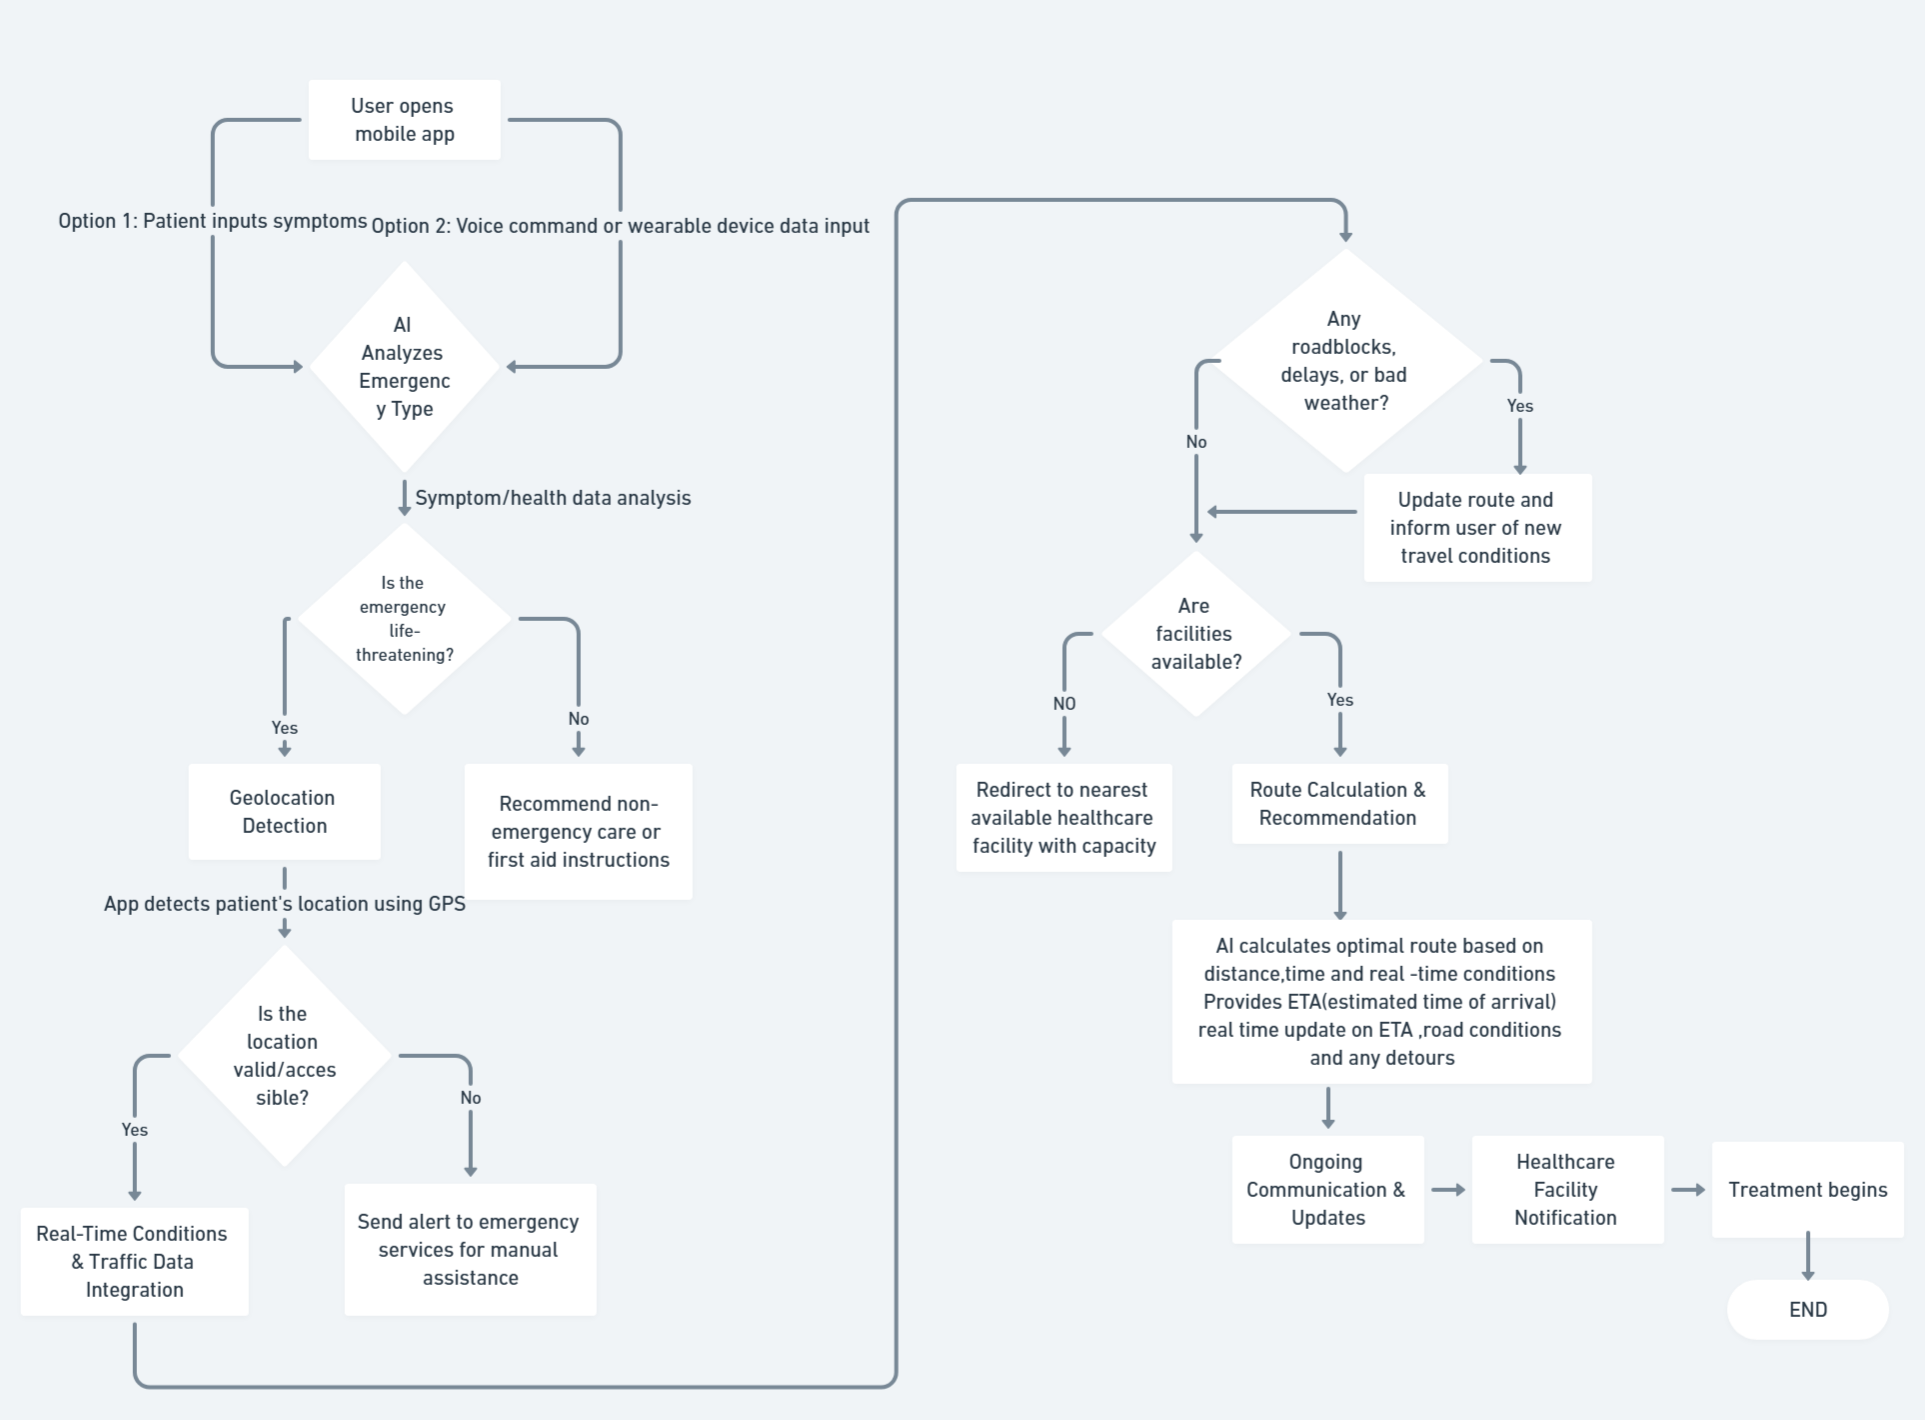 User opens
mobile app
Option 1: Patient inputs symptoms
Option 2: Voice command or wearable device data input
AI
Analyzes
Emergenc
y Type
Symptom/health data analysis
Is the
emergency
life-
threatening?
Yes
No
Geolocation
Detection
Recommend non-
emergency care or
first aid instructions
App detects patient's location using GPS
Is the
location
valid/acces
sible?
Yes
No
Real-Time Conditions
& Traffic Data
Integration
Send alert to emergency
services for manual
assistance
Any
roadblocks,
delays, or bad
weather?
No
Yes
Update route and
inform user of new
travel conditions
Are
facilities
available?
NO
Yes
Redirect to nearest
available healthcare
facility with capacity
Route Calculation &
Recommendation
AI calculates optimal route based on
distance,time and real -time conditions
Provides ETA(estimated time of arrival)
real time update on ETA ,road conditions
and any detours
Ongoing
Communication &
Updates
Healthcare
Facility
Notification
Treatment begins
END